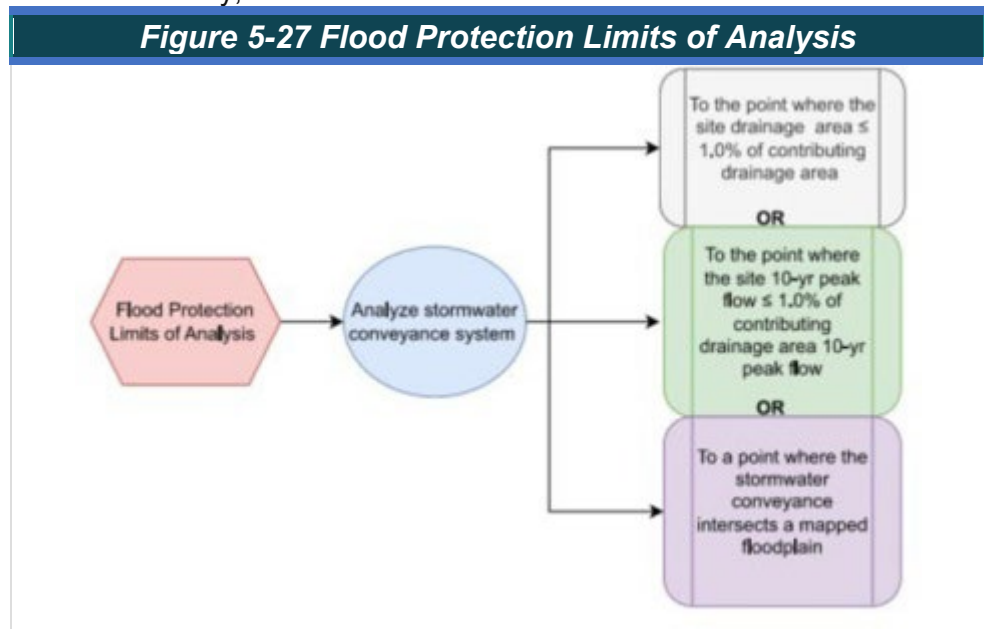 Figure 5-27 Flood Protection Limits of Analysis
Flood Protection
Limits of Analysis
Analyze stormwater
conveyance system
To the point where the
site drainage area ≤
1.0% of contributing
drainage area
OR
To the point where
the site 10-yr peak
flow ≤ 1.0% of
contributing
drainage area 10-yr
peak flow
OR
To a point where the
stormwater
conveyance
intersects a mapped
floodplain